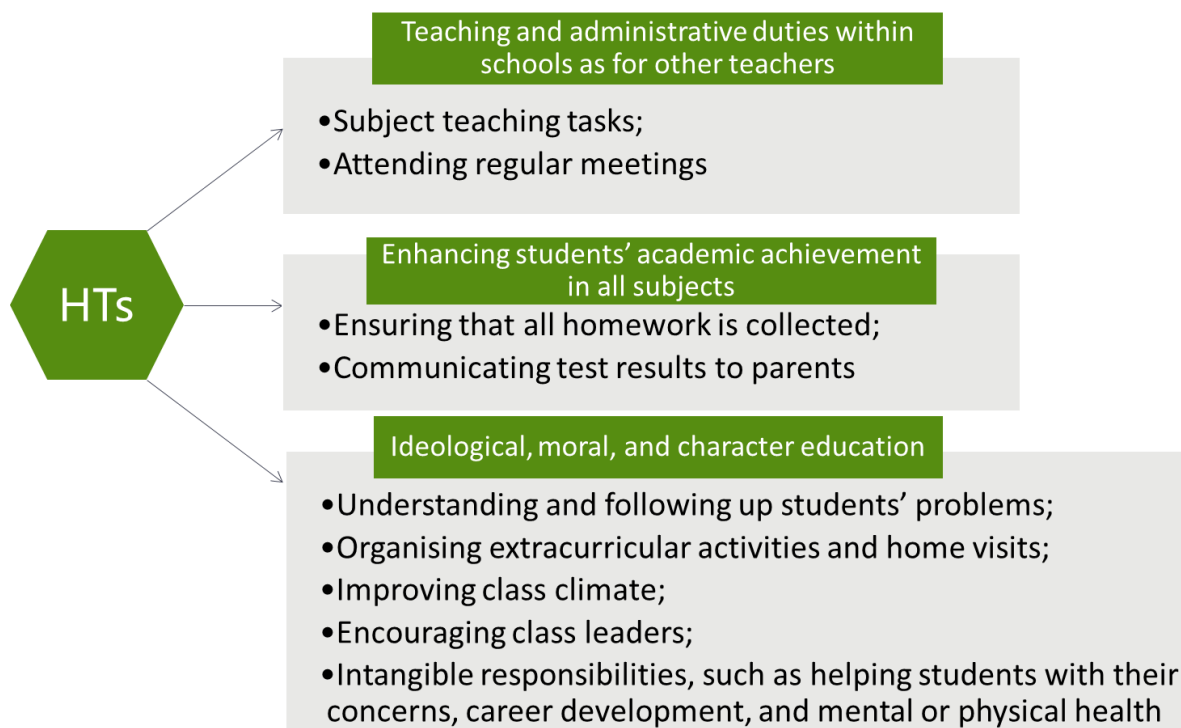 Teaching and administrative duties within
schools as for other teachers
•Subject teaching tasks;
•Attending regular meetings
HTs
Enhancing students’ academic achievement
in all subjects
•Ensuring that all homework is collected;
•Communicating test results to parents
Ideological, moral, and character education
•Understanding and following up students’ problems;
•Organising extracurricular activities and home visits;
•Improving class climate;
•Encouraging class leaders;
•Intangible responsibilities, such as helping students with their
concerns, career development, and mental or physical health